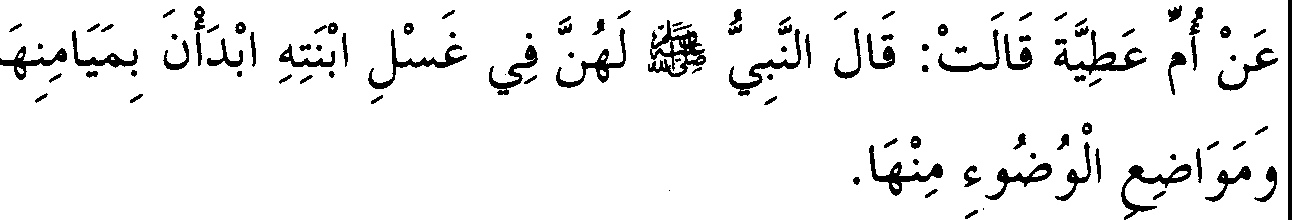 عَنْ أُمِّ عَطِيَّةَ قَالَتْ: قَالَ النَّبِيُّ ﷺ لَهُنَّ فِي غَسْلِ ابْنَتِهِ ابْدَأْنَ بِمَيَامِنِهَا
وَمَوَاضِعِ الْوُضُوءِ مِنْهَا.